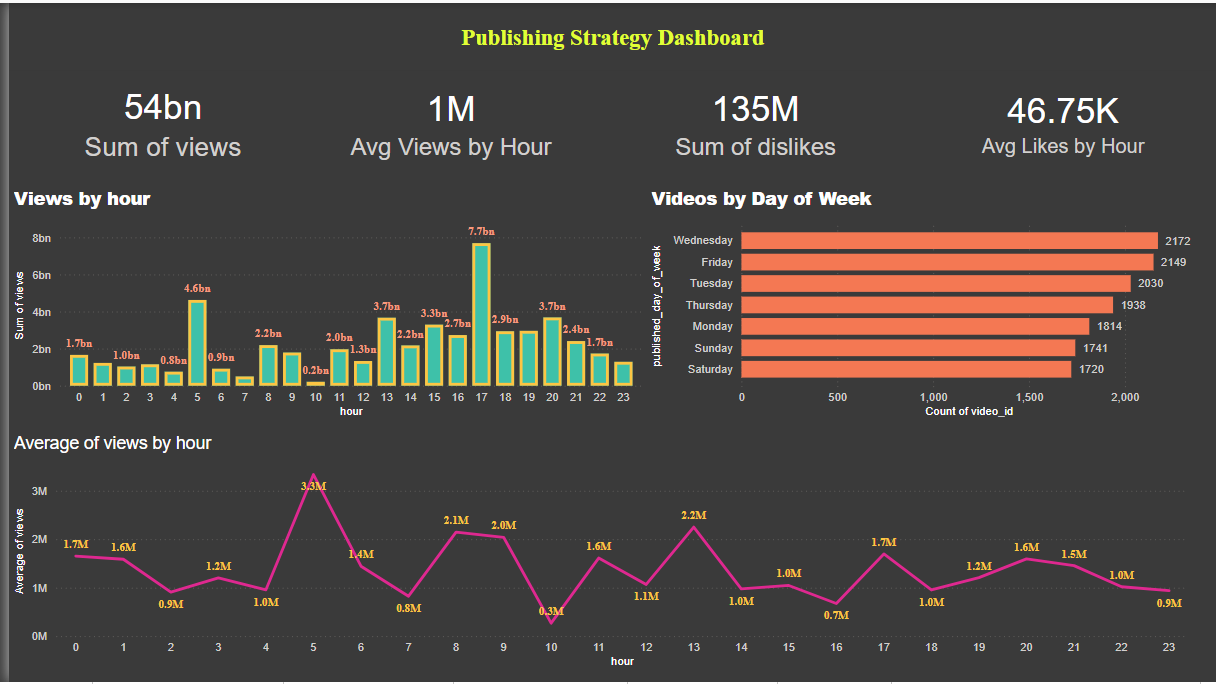 Publishing Strategy Dashboard
54bn
Sum of views
1M
Avg Views by Hour
135M
Sum of dislikes
46.75K
Avg Likes by Hour
Views by hour
Sum of views
8bn
6bn
4bn
2bn
0bn
1.7bn
1.0bn
0.8bn
4.6bn
0.9bn
2.2bn
0.2bn
2.0bn
1.3bn
3.7bn
2.2bn
3.3bn
2.7bn
7.7bn
2.9bn
3.7bn
2.4bn
1.7bn
0 1 2 3 4 5 6 7 8 9 10 11 12 13 14 15 16 17 18 19 20 21 22 23
hour
Videos by Day of Week
published_day_of_week
Wednesday 2172
Friday 2149
Tuesday 2030
Thursday 1938
Monday 1814
Sunday 1741
Saturday 1720
0 500 1,000 1,500 2,000
Count of video_id
Average of views by hour
Average of views
3M
2M
1M
0M
1.7M
1.6M
0.9M
1.2M
1.0M
3.3M
1.4M
0.8M
2.1M
2.0M
0.3M
1.6M
1.1M
2.2M
1.0M
1.0M
0.7M
1.7M
1.0M
1.2M
1.6M
1.5M
1.0M
0.9M
0 1 2 3 4 5 6 7 8 9 10 11 12 13 14 15 16 17 18 19 20 21 22 23
hour